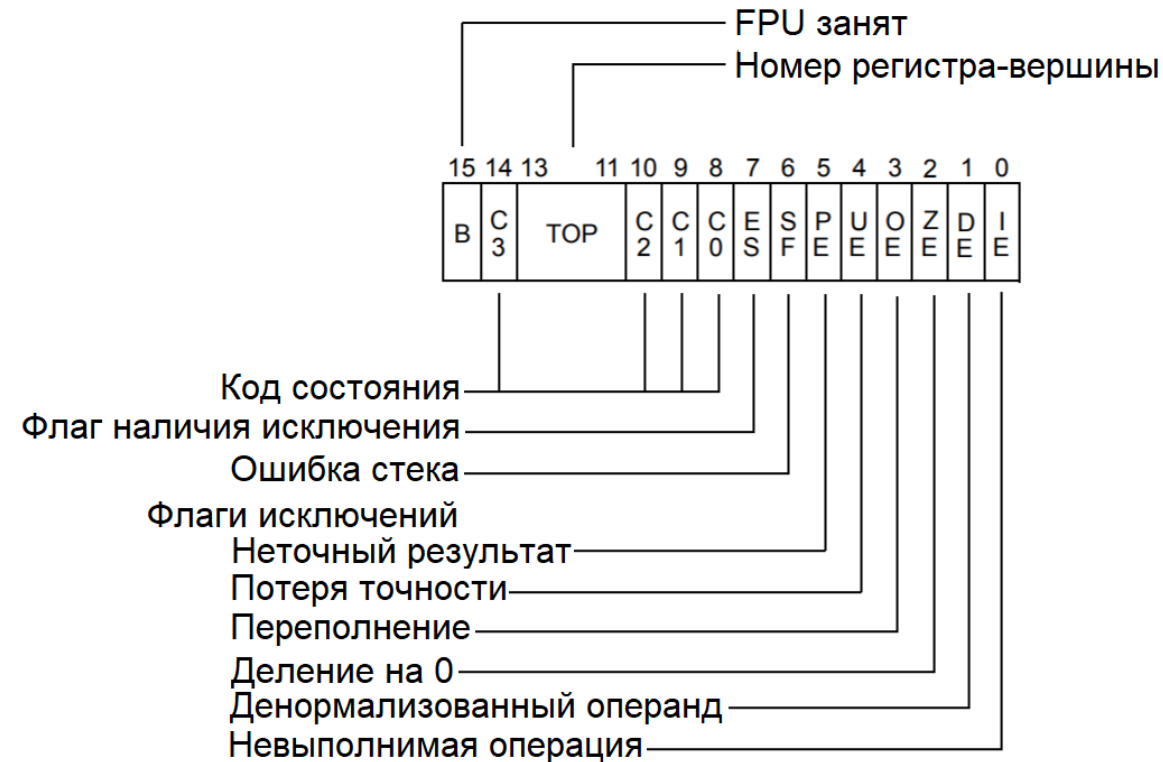 FPU занят
Номер регистра-вершины
15 14 13 11 10 9 8 7 6 5 4 3 2 1 0
B C3 TOP C2 C1 C0 ES SF PE UE OE ZE DE IE
Код состояния
Флаг наличия исключения
Ошибка стека
Флаги исключений
Неточный результат
Потеря точности
Переполнение
Деление на 0
Денормализованный операнд
Невыполнимая операция